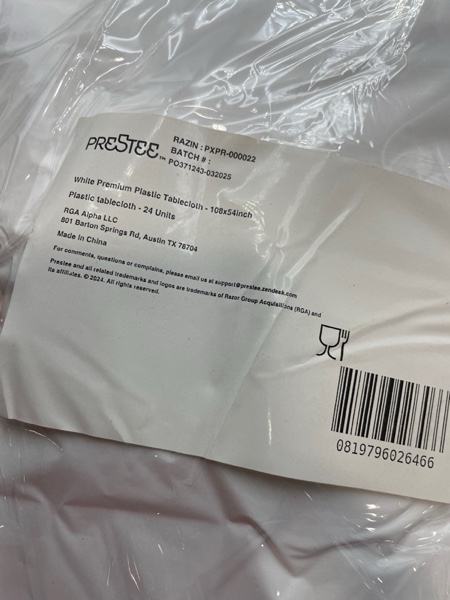 PRESTEE™
RAZIN : PXPR-000022
BATCH # :
PO371243-032025
White Premium Plastic Tablecloth - 108x54inch
Plastic tablecloth - 24 Units
RGA Alpha LLC
801 Barton Springs Rd, Austin TX 78704
Made In China
For comments, questions or complains, please email us at support@prestee.zendesk.com
Prestee and all related trademarks and logos are trademarks of Razor Group Acquisitions (RGA) and
its affiliates. © 2024. All rights reserved.
0819796026466